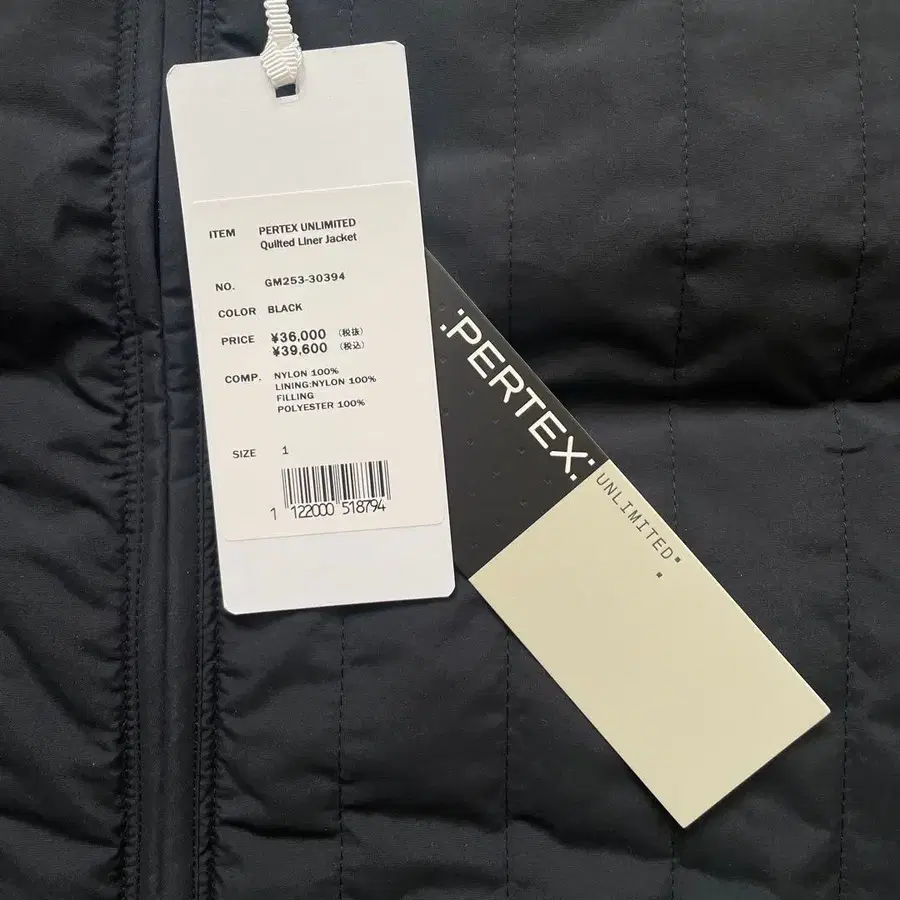 ITEM PERTEX UNLIMITED
Quilted LIner Jacket
NO. GM253-30394
COLOR BLACK
PRICE ¥36,000 (税抜)
¥39,600 (税込)
COMP. NYLON 100%
LINING:NYLON 100%
FILLING
POLYESTER 100%
SIZE 1
1 122000 518794
PERTEX
UNLIMITED